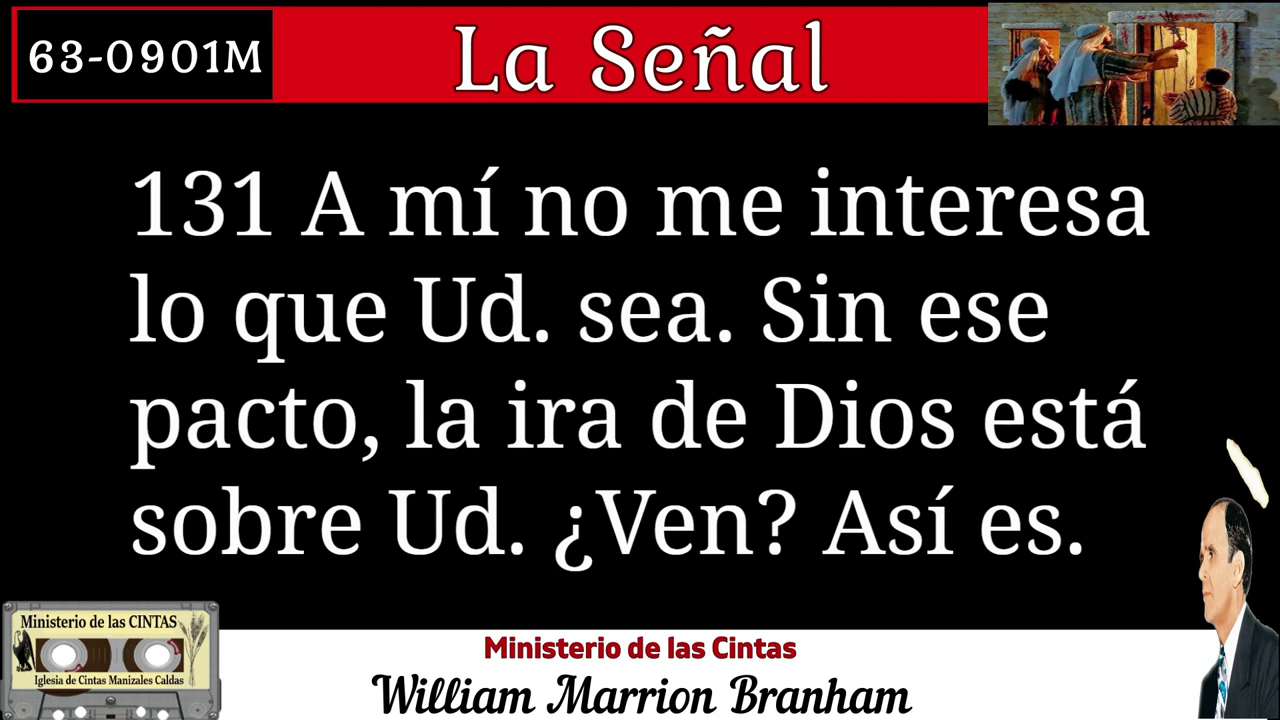 63-0901M
La Señal
131 A mí no me interesa
lo que Ud. sea. Sin ese
pacto, la ira de Dios está
sobre Ud. ¿Ven? Así es.
Ministerio de las CINTAS
Iglesia de Cintas Manizales Caldas
Ministerio de las Cintas
William Marrion Branham